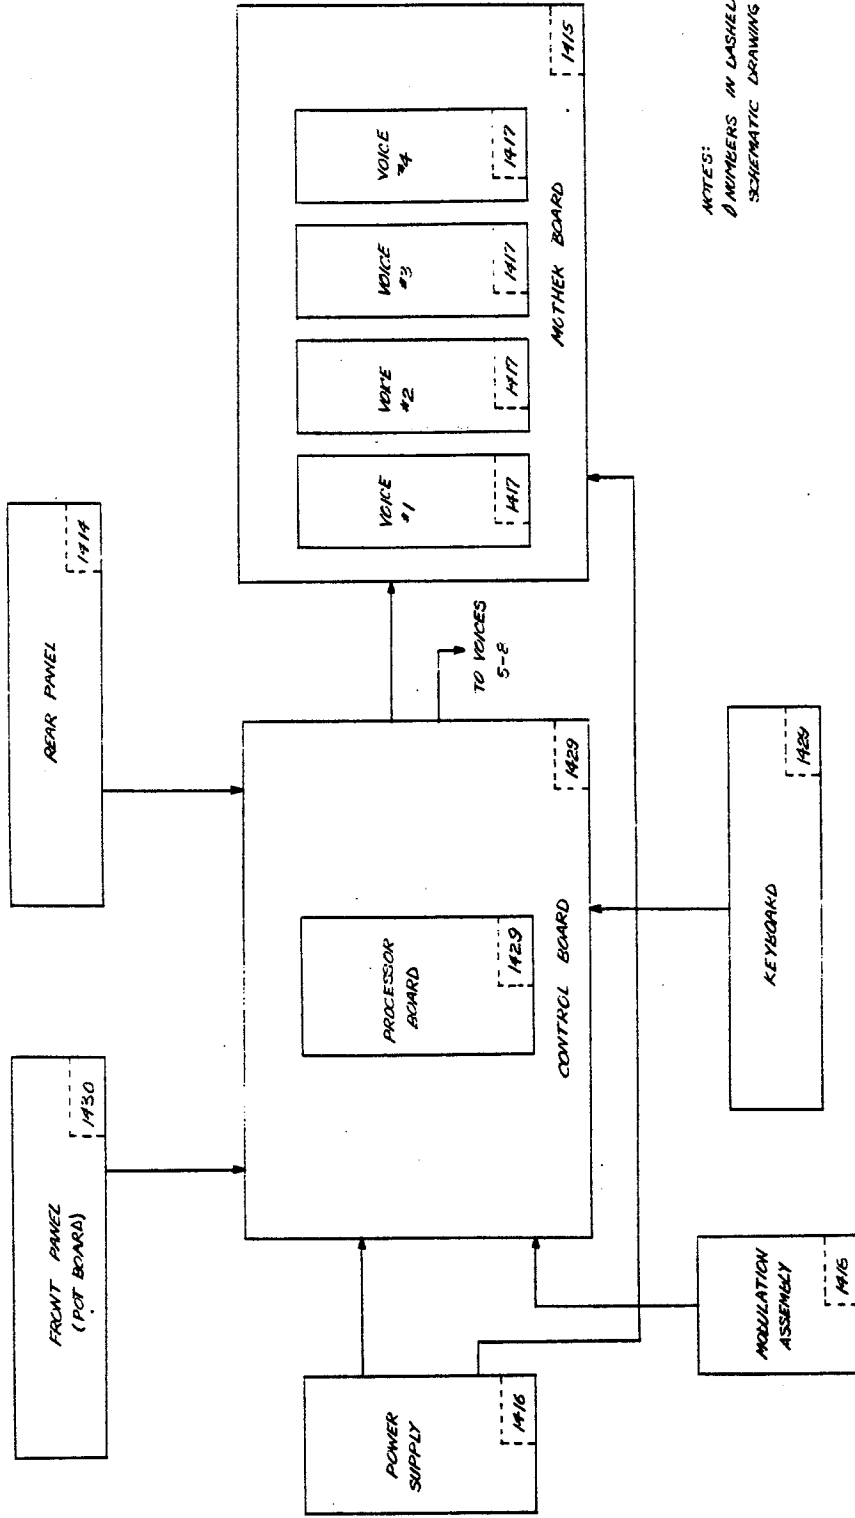 FRONT PANEL
(POT BOARD)
1430
REAR PANEL
1414
POWER
SUPPLY
1416
PROCESSOR
BOARD
1429
CONTROL BOARD
1429
TO VOICES
5-8
VOICE
#1
1417
VOICE
#2
1417
VOICE
#3
1417
VOICE
#4
1417
MOTHER BOARD
1415
MODULATION
ASSEMBLY
1416
KEYBOARD
1429
NOTES:
1) NUMBERS IN DASHED
SCHEMATIC DRAWING